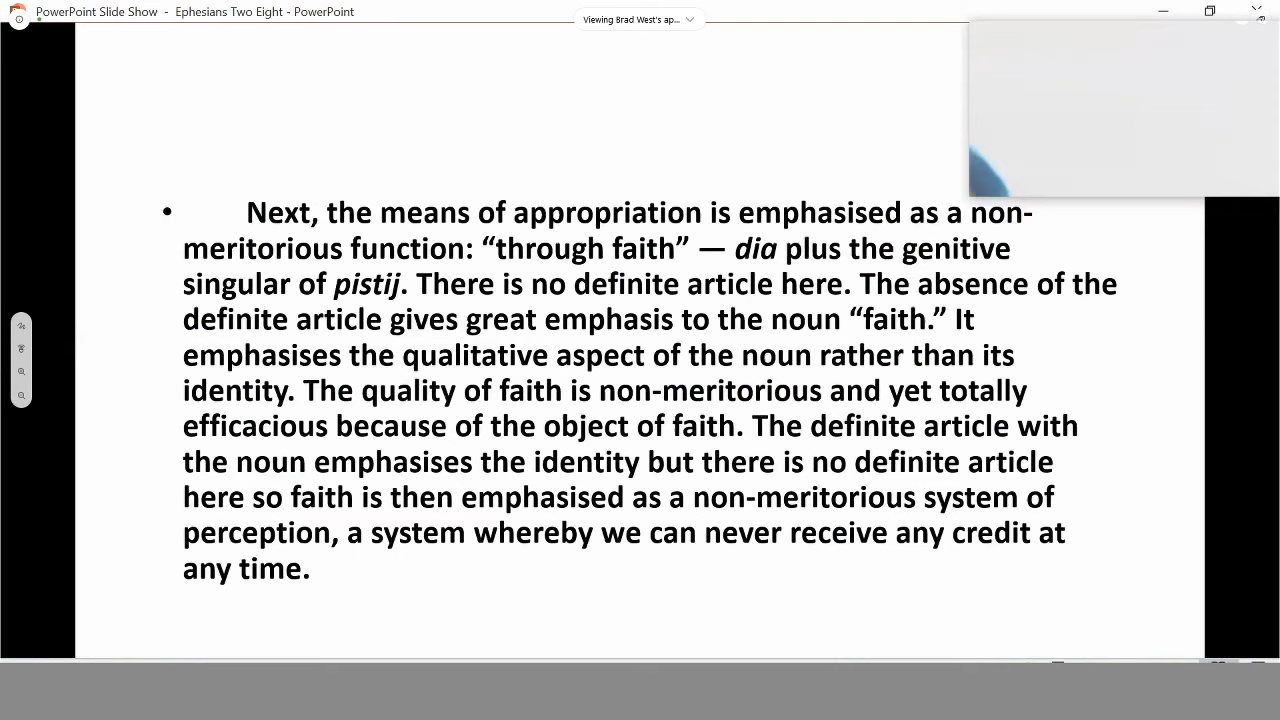 PowerPoint Slide Show - Ephesians Two Eight - PowerPoint
Viewing Brad West's ap...
• Next, the means of appropriation is emphasised as a non-
meritorious function: “through faith” — dia plus the genitive
singular of pistij. There is no definite article here. The absence of the
definite article gives great emphasis to the noun “faith.” It
emphasises the qualitative aspect of the noun rather than its
identity. The quality of faith is non-meritorious and yet totally
efficacious because of the object of faith. The definite article with
the noun emphasises the identity but there is no definite article
here so faith is then emphasised as a non-meritorious system of
perception, a system whereby we can never receive any credit at
any time.